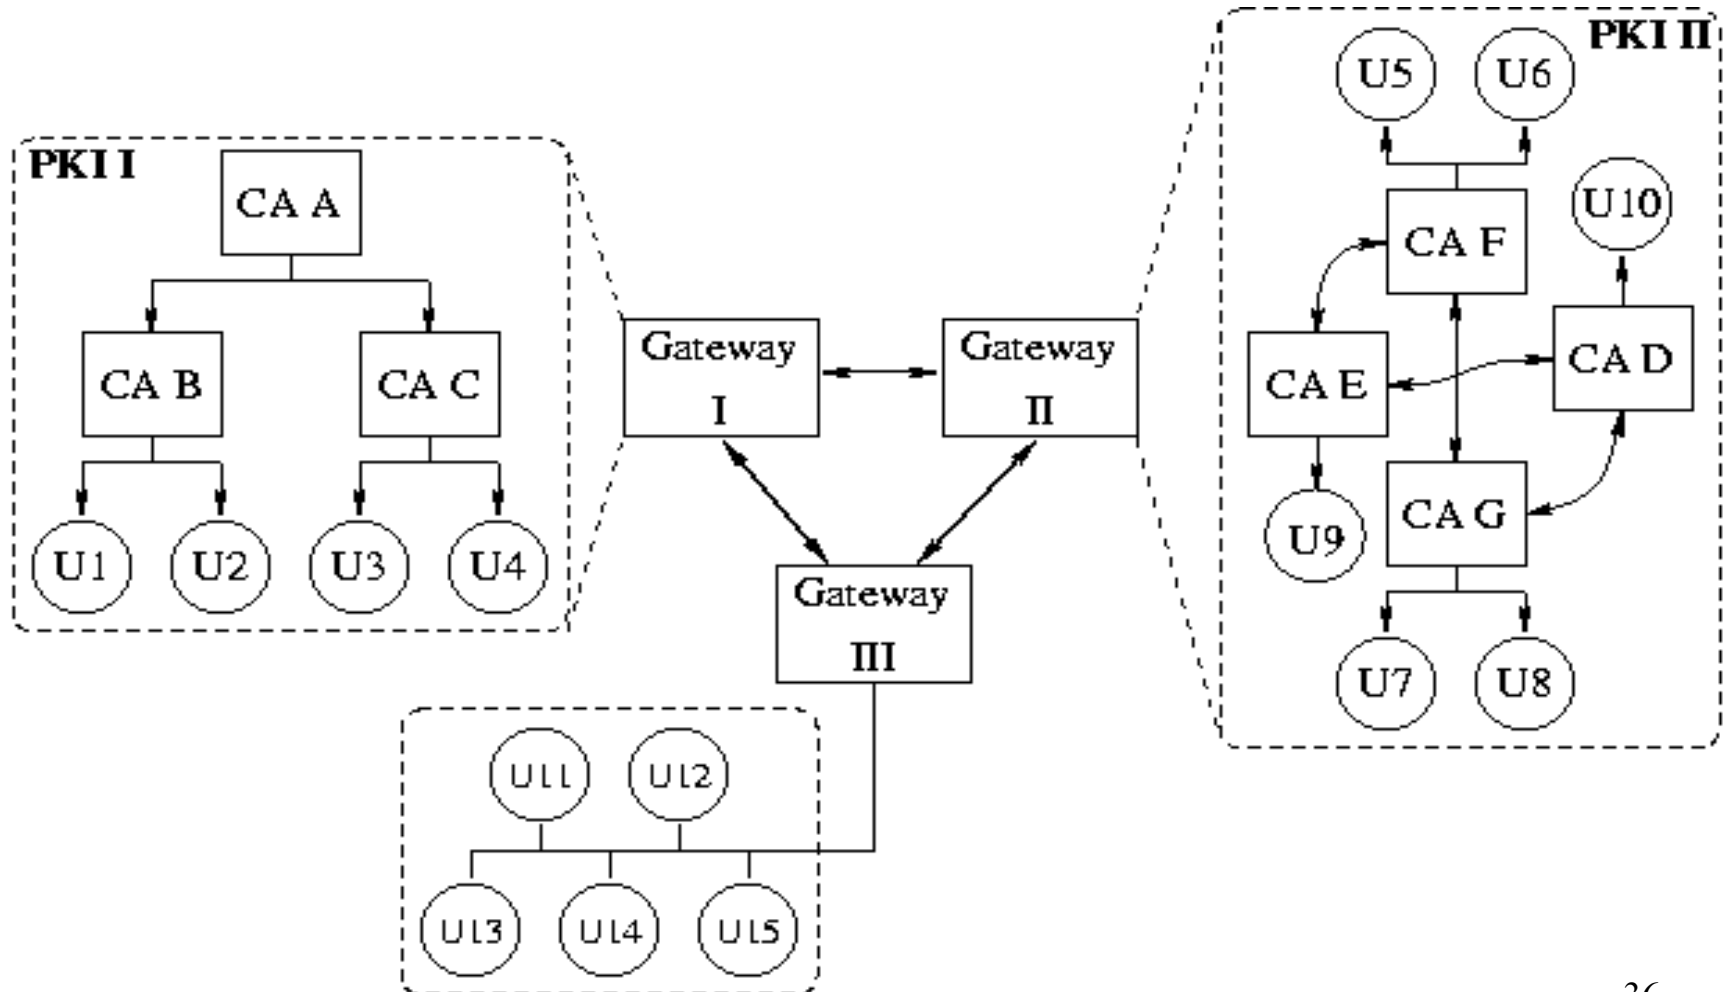 PKI II
U5
U6
PKI I
CA A
U10
CA F
Gateway
I
Gateway
II
CA B
CA C
CA E
CA D
CA G
U1
U2
U3
U4
U9
Gateway
III
U7
U8
U11
U12
U13
U14
U15